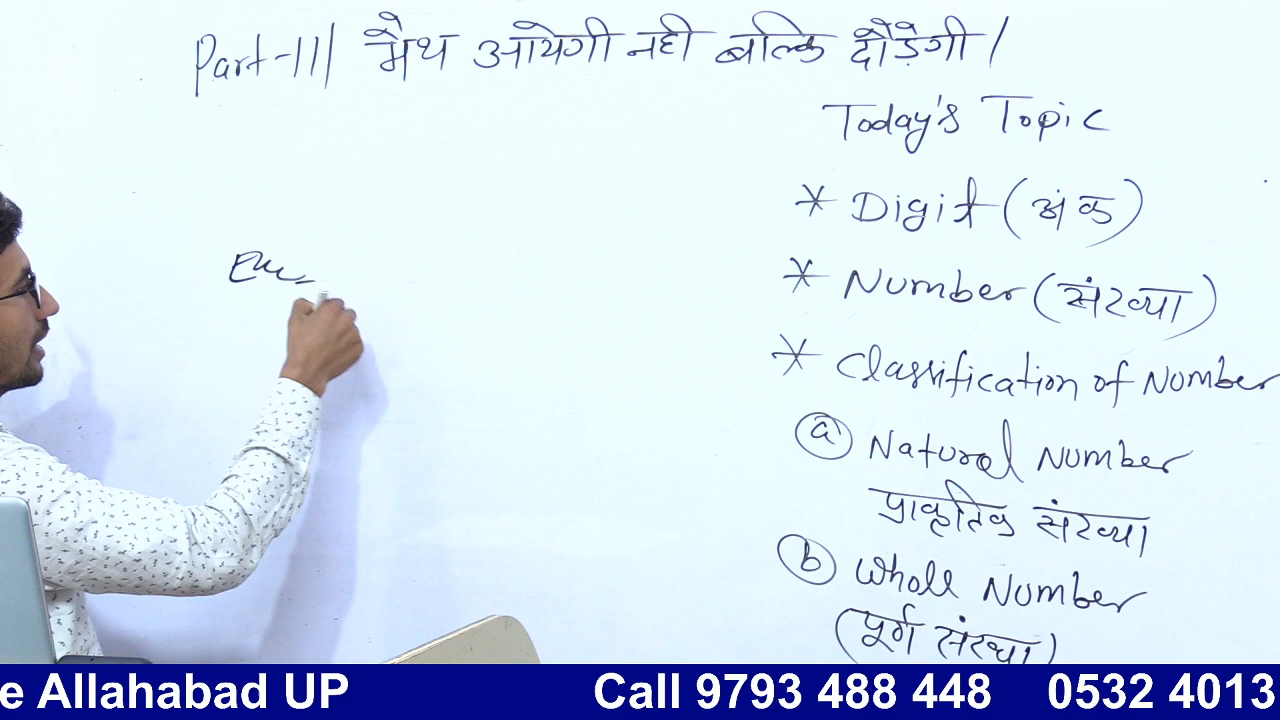 Part-III मैथ आयेगी नही बल्कि दौड़ेगी /
Today's Topic
* Digit (अंक)
* Number (संख्या)
* Classification of Number
(a) Natural Number
प्राकृतिक संख्या
(b) Whole Number
(पूर्ण संख्या)
e Allahabad UP Call 9793 488 448 0532 4013